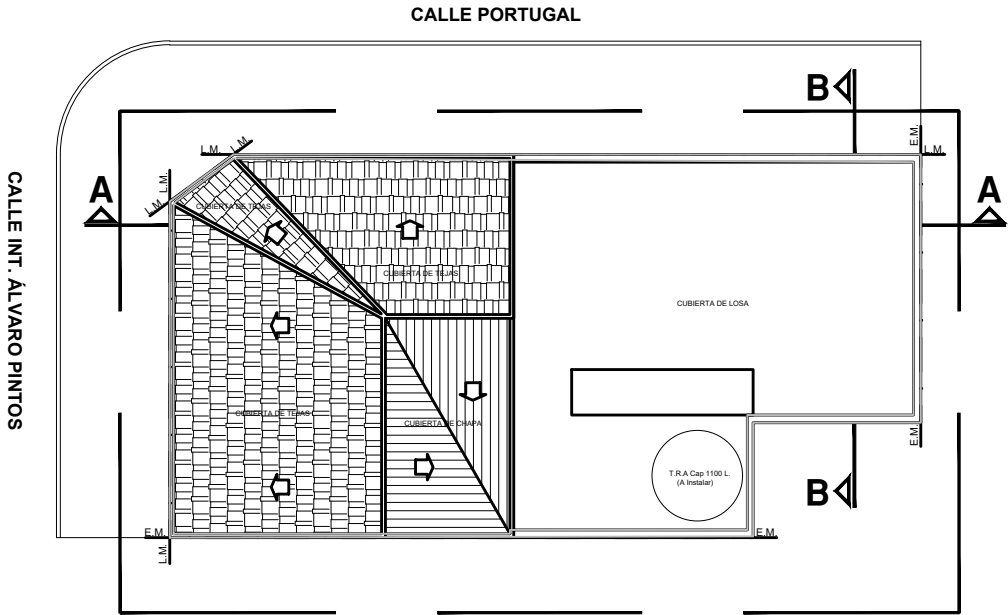 CALLE PORTUGAL
B
E.M.
L.M.
L.M.
L.M.
L.M.
L.M.
A
A
CUBIERTA DE TEJAS
CUBIERTA DE TEJAS
CALLE INT. ÁLVARO PINTOS
CUBIERTA DE LOSA
CUBIERTA DE TEJAS
CUBIERTA DE CHAPA
E.M.
T.R.A Cap 1100 L.
(A Instalar)
B
E.M.
L.M.
E.M.